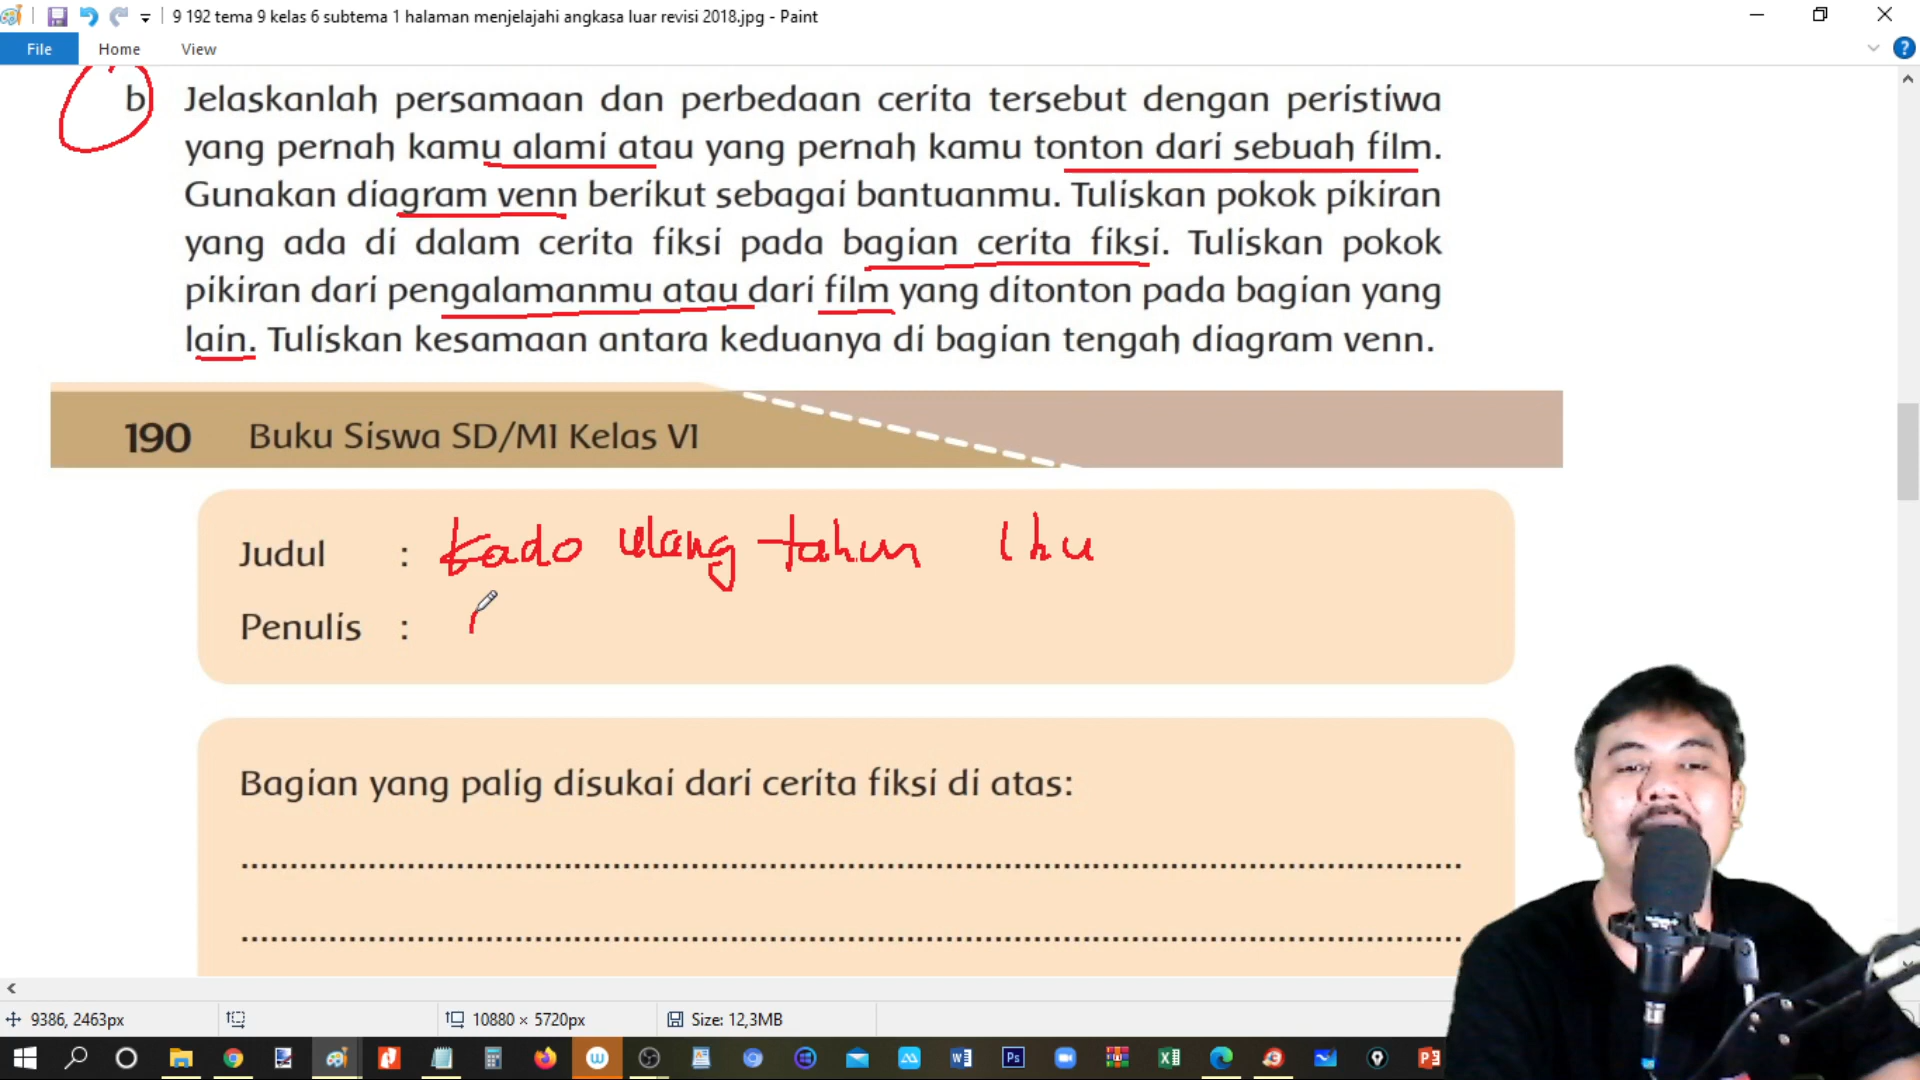 9 192 tema 9 kelas 6 subtema 1 halaman menjelajahi angkasa luar revisi 2018.jpg - Paint
File Home View
b Jelaskanlah persamaan dan perbedaan cerita tersebut dengan peristiwa
yang pernah kamu alami atau yang pernah kamu tonton dari sebuah film.
Gunakan diagram venn berikut sebagai bantuanmu. Tuliskan pokok pikiran
yang ada di dalam cerita fiksi pada bagian cerita fiksi. Tuliskan pokok
pikiran dari pengalamanmu atau dari film yang ditonton pada bagian yang
lain. Tuliskan kesamaan antara keduanya di bagian tengah diagram venn.
190 Buku Siswa SD/MI Kelas VI
Judul : kado ulang tahun Ibu
Penulis :
Bagian yang palig disukai dari cerita fiksi di atas:
9386, 2463px 10880 × 5720px Size: 12,3MB